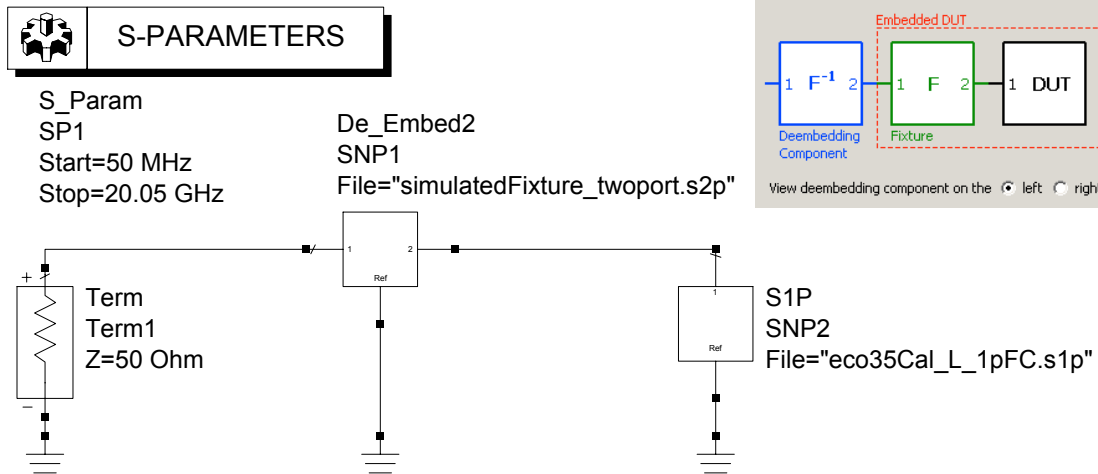 S-PARAMETERS
S_Param
SP1
Start=50 MHz
Stop=20.05 GHz
De_Embed2
SNP1
File="simulatedFixture_twoport.s2p"
Embedded DUT
1 F-1 2
1 F 2
1 DUT
Deembedding
Component
Fixture
View deembedding component on the left right
1 2
Ref
+
Term
Term1
Z=50 Ohm
−
1
Ref
S1P
SNP2
File="eco35Cal_L_1pFC.s1p"